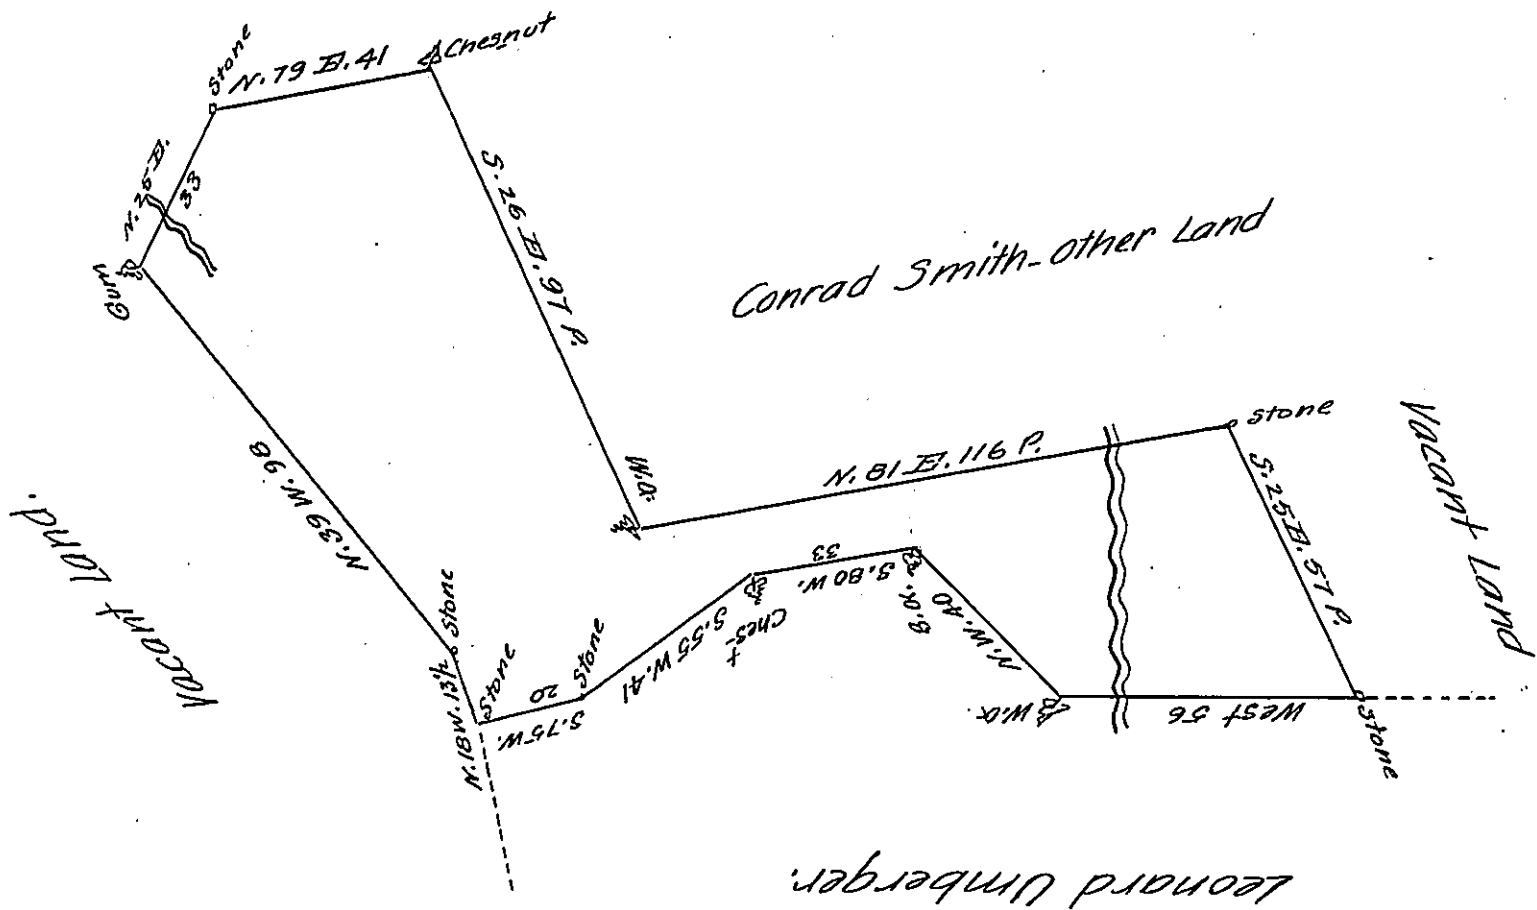 Stone
N. 79 E. 41
Chesnut
N. 25 E.
33
Gum
S. 26 E. 97 P.
Conrad Smith - other Land
Vacant Land.
N. 39 W. 98
W.O.
N. 81 E. 116 P.
stone
Vacant Land
S. 25 E. 57 P.
33
S. 80 W.
B.O.
N.W. 40
Ches-
t
S. 55 W. 41
Stone
Stone
20
S. 75 W.
Stone
N. 18 W. 13½
W.O.
West 56
Stone
Leonard Umberger.